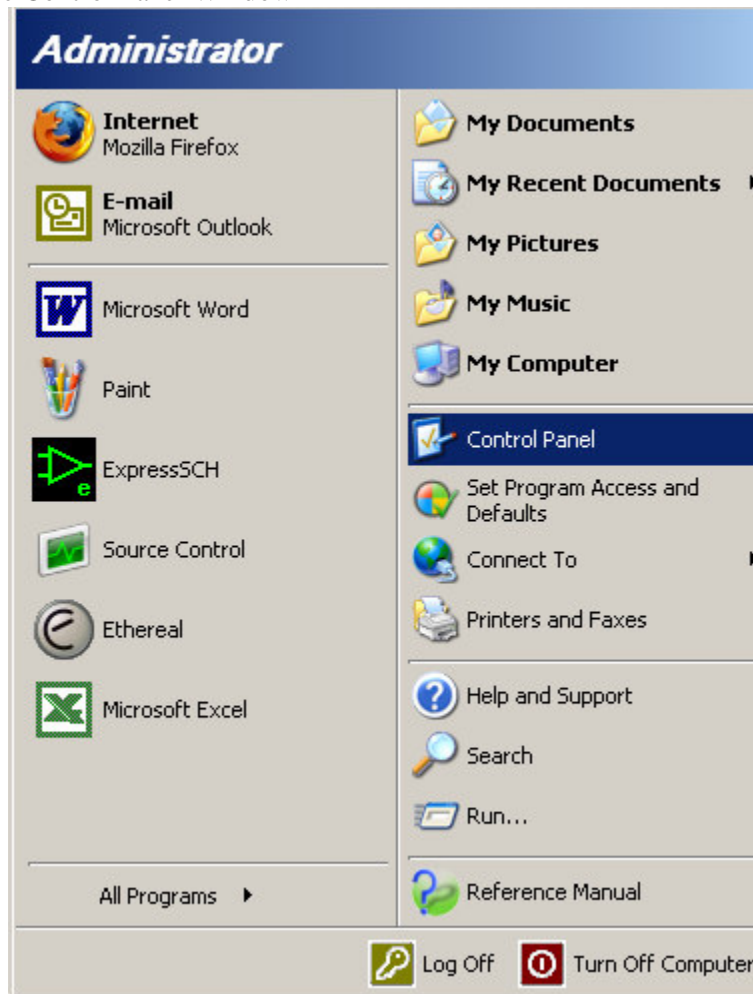 Administrator
Internet
Mozilla Firefox
E-mail
Microsoft Outlook
Microsoft Word
Paint
ExpressSCH
Source Control
Ethereal
Microsoft Excel
All Programs
My Documents
My Recent Documents
My Pictures
My Music
My Computer
Control Panel
Set Program Access and
Defaults
Connect To
Printers and Faxes
Help and Support
Search
Run...
Reference Manual
Log Off
Turn Off Computer